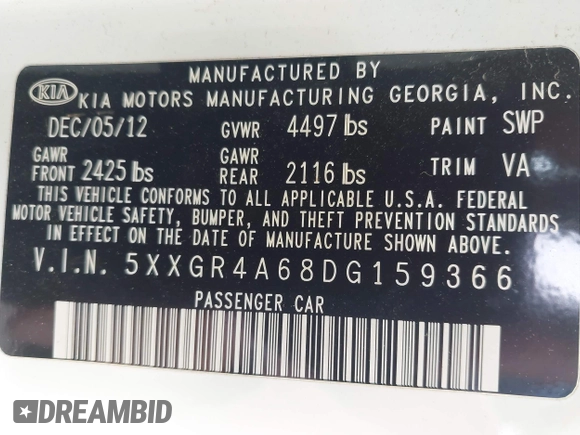 MANUFACTURED BY
KIA KIA MOTORS MANUFACTURING GEORGIA, INC.
DEC/05/12 GVWR 4497 lbs PAINT SWP
GAWR FRONT 2425 lbs GAWR REAR 2116 lbs TRIM VA
THIS VEHICLE CONFORMS TO ALL APPLICABLE U.S.A. FEDERAL
MOTOR VEHICLE SAFETY, BUMPER, AND THEFT PREVENTION STANDARDS
IN EFFECT ON THE DATE OF MANUFACTURE SHOWN ABOVE.
V.I.N. 5XXGR4A68DG159366
PASSENGER CAR
DREAMBID